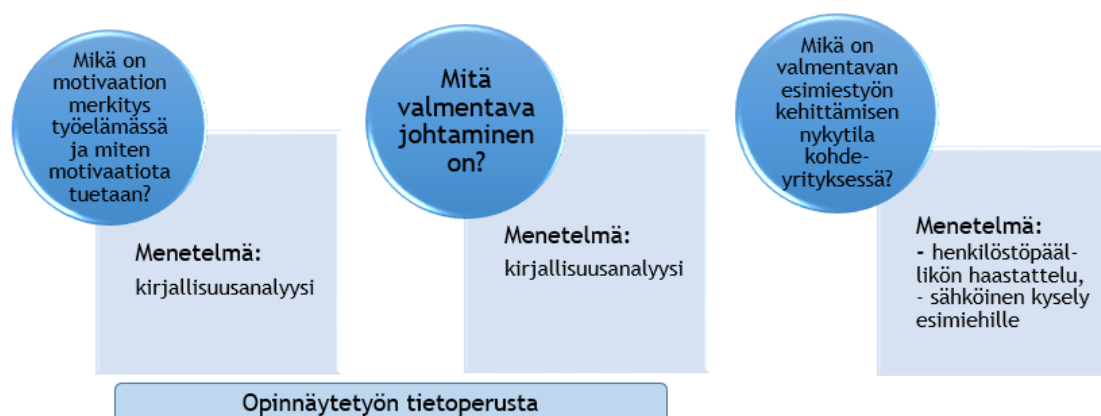 Mikä on
motivaation
merkitys
työelämässä
ja miten
motivaatiota
tuetaan?
Menetelmä:
kirjallisuusanalyysi
Mitä
valmentava
johtaminen
on?
Menetelmä:
kirjallisuusanalyysi
Mikä on
valmentavan
esimiestyön
kehittämisen
nykytila
kohde-
yrityksessä?
Menetelmä:
- henkilöstöpääl-
likön haastattelu,
- sähköinen kysely
esimiehille
Opinnäytetyön tietoperusta